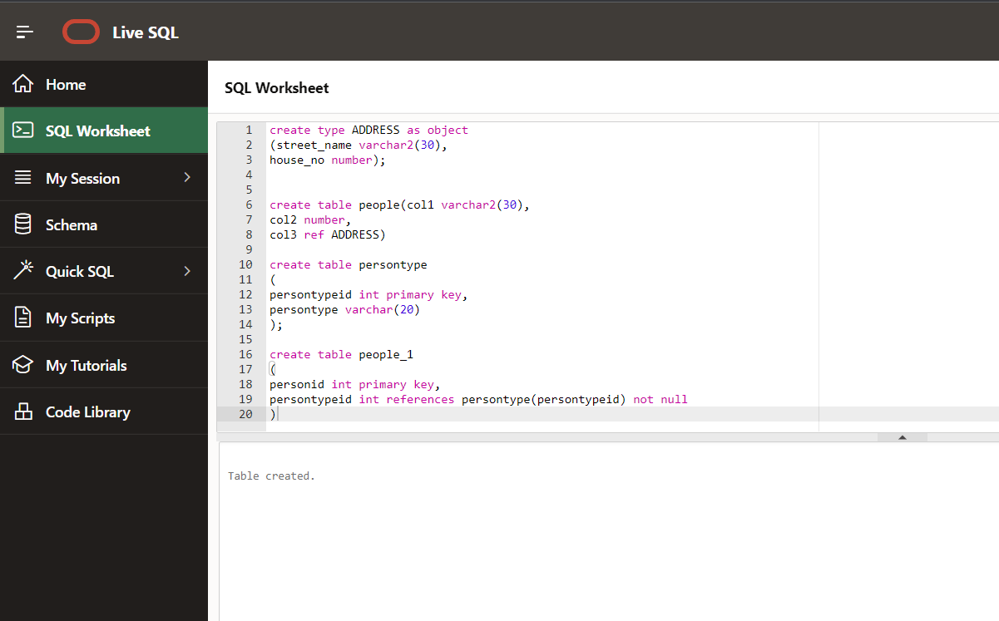 Live SQL
Home
SQL Worksheet
My Session
Schema
Quick SQL
My Scripts
My Tutorials
Code Library
SQL Worksheet
1 create type ADDRESS as object
2 (street_name varchar2(30),
3 house_no number);
4
5
6 create table people(col1 varchar2(30),
7 col2 number,
8 col3 ref ADDRESS)
9
10 create table persontype
11 (
12 persontypeid int primary key,
13 persontype varchar(20)
14 );
15
16 create table people_1
17 (
18 personid int primary key,
19 persontypeid int references persontype(persontypeid) not null
20 )
Table created.